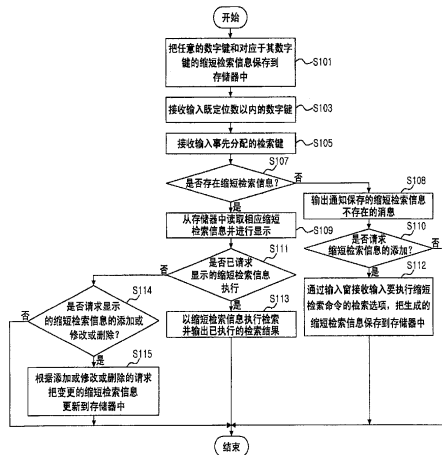 开始
把任意的数字键和对应于其数字
键的缩短检索信息保存到
存储器中
S101
接收输入既定位数以内的数字键
S103
接收输入事先分配的检索键
S105
S107
是否存在缩短检索信息?
否
是
S108
输出通知保存的缩短检索信息
不存在的消息
从存储器中读取相应缩短
检索信息并进行显示
S109
S110
是否请求
缩短检索信息的添加?
否
是
S111
是否已请求
显示的缩短检索信息
执行
否
是
S112
通过输入窗接收输入要执行缩短
检索命令的检索选项, 把生成的
缩短检索信息保存到存储器中
S113
以缩短检索信息执行检索
并输出已执行的检索结果
S114
是否请求显示
的缩短检索信息的添加或
修改或删除?
否
是
S115
根据添加或修改或删除的请求
把变更的缩短检索信息
更新到存储器中
结束